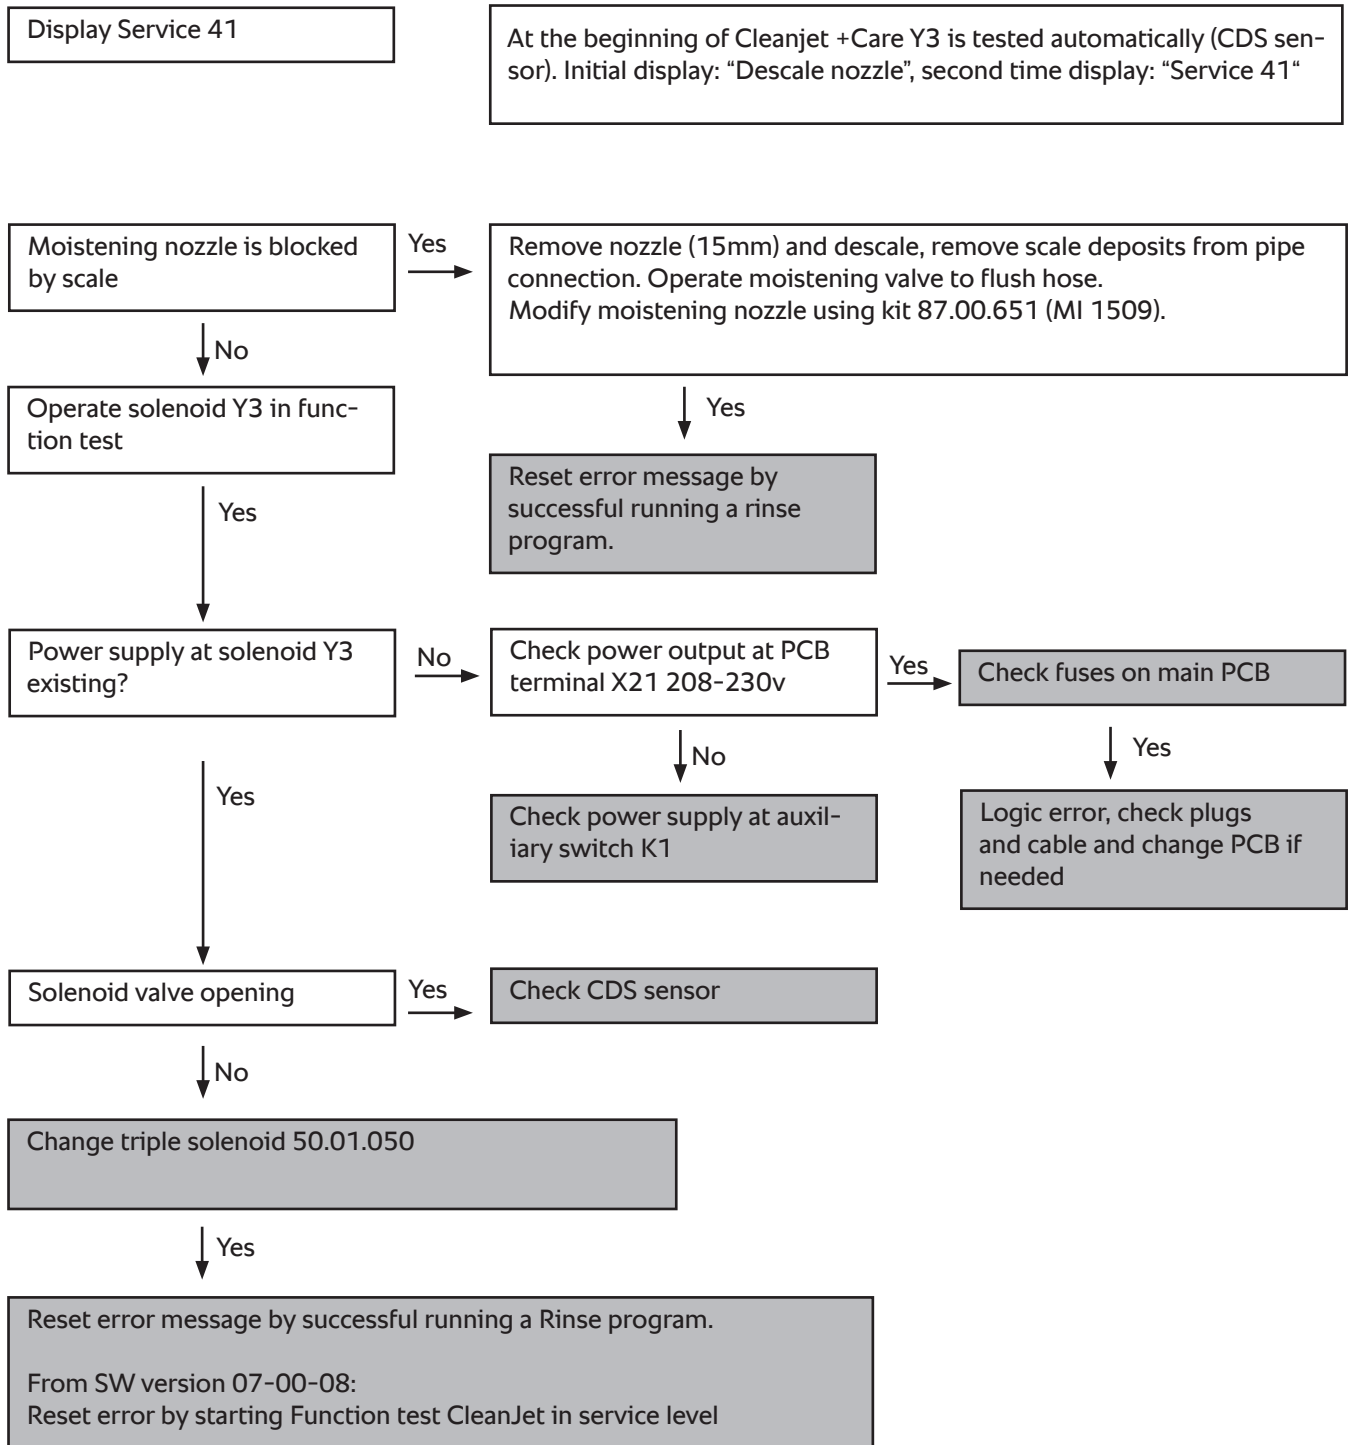 Display Service 41
At the beginning of Cleanjet +Care Y3 is tested automatically (CDS sen-
sor). Initial display: “Descale nozzle”, second time display: “Service 41“
Moistening nozzle is blocked
by scale
Yes
Remove nozzle (15mm) and descale, remove scale deposits from pipe
connection. Operate moistening valve to flush hose.
Modify moistening nozzle using kit 87.00.651 (MI 1509).
No
Operate solenoid Y3 in func-
tion test
Yes
Reset error message by
successful running a rinse
program.
Yes
Power supply at solenoid Y3
existing?
No
Check power output at PCB
terminal X21 208-230v
Yes
Check fuses on main PCB
No
Yes
Check power supply at auxil-
iary switch K1
Logic error, check plugs
and cable and change PCB if
needed
Yes
Solenoid valve opening
Yes
Check CDS sensor
No
Change triple solenoid 50.01.050
Yes
Reset error message by successful running a Rinse program.
From SW version 07-00-08:
Reset error by starting Function test CleanJet in service level